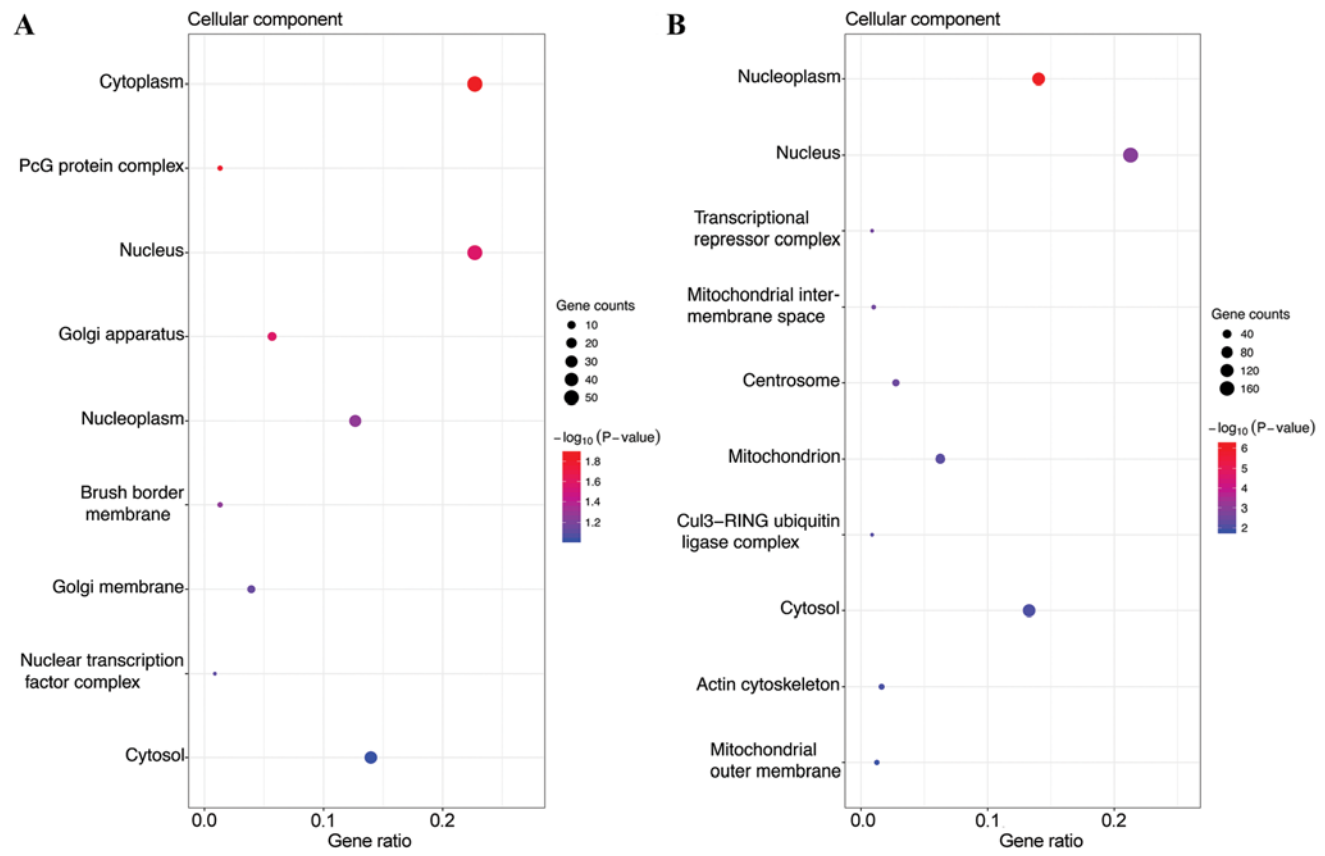 A
Cellular component
Cytoplasm
PcG protein complex
Nucleus
Golgi apparatus
Nucleoplasm
Brush border
membrane
Golgi membrane
Nuclear transcription
factor complex
Cytosol
0.0 0.1 0.2
Gene ratio
Gene counts
10
20
30
40
50
−log₁₀ (P−value)
1.8
1.6
1.4
1.2
B
Cellular component
Nucleoplasm
Nucleus
Transcriptional
repressor complex
Mitochondrial inter-
membrane space
Centrosome
Mitochondrion
Cul3−RING ubiquitin
ligase complex
Cytosol
Actin cytoskeleton
Mitochondrial
outer membrane
0.0 0.1 0.2
Gene ratio
Gene counts
40
80
120
160
−log₁₀ (P−value)
6
5
4
3
2